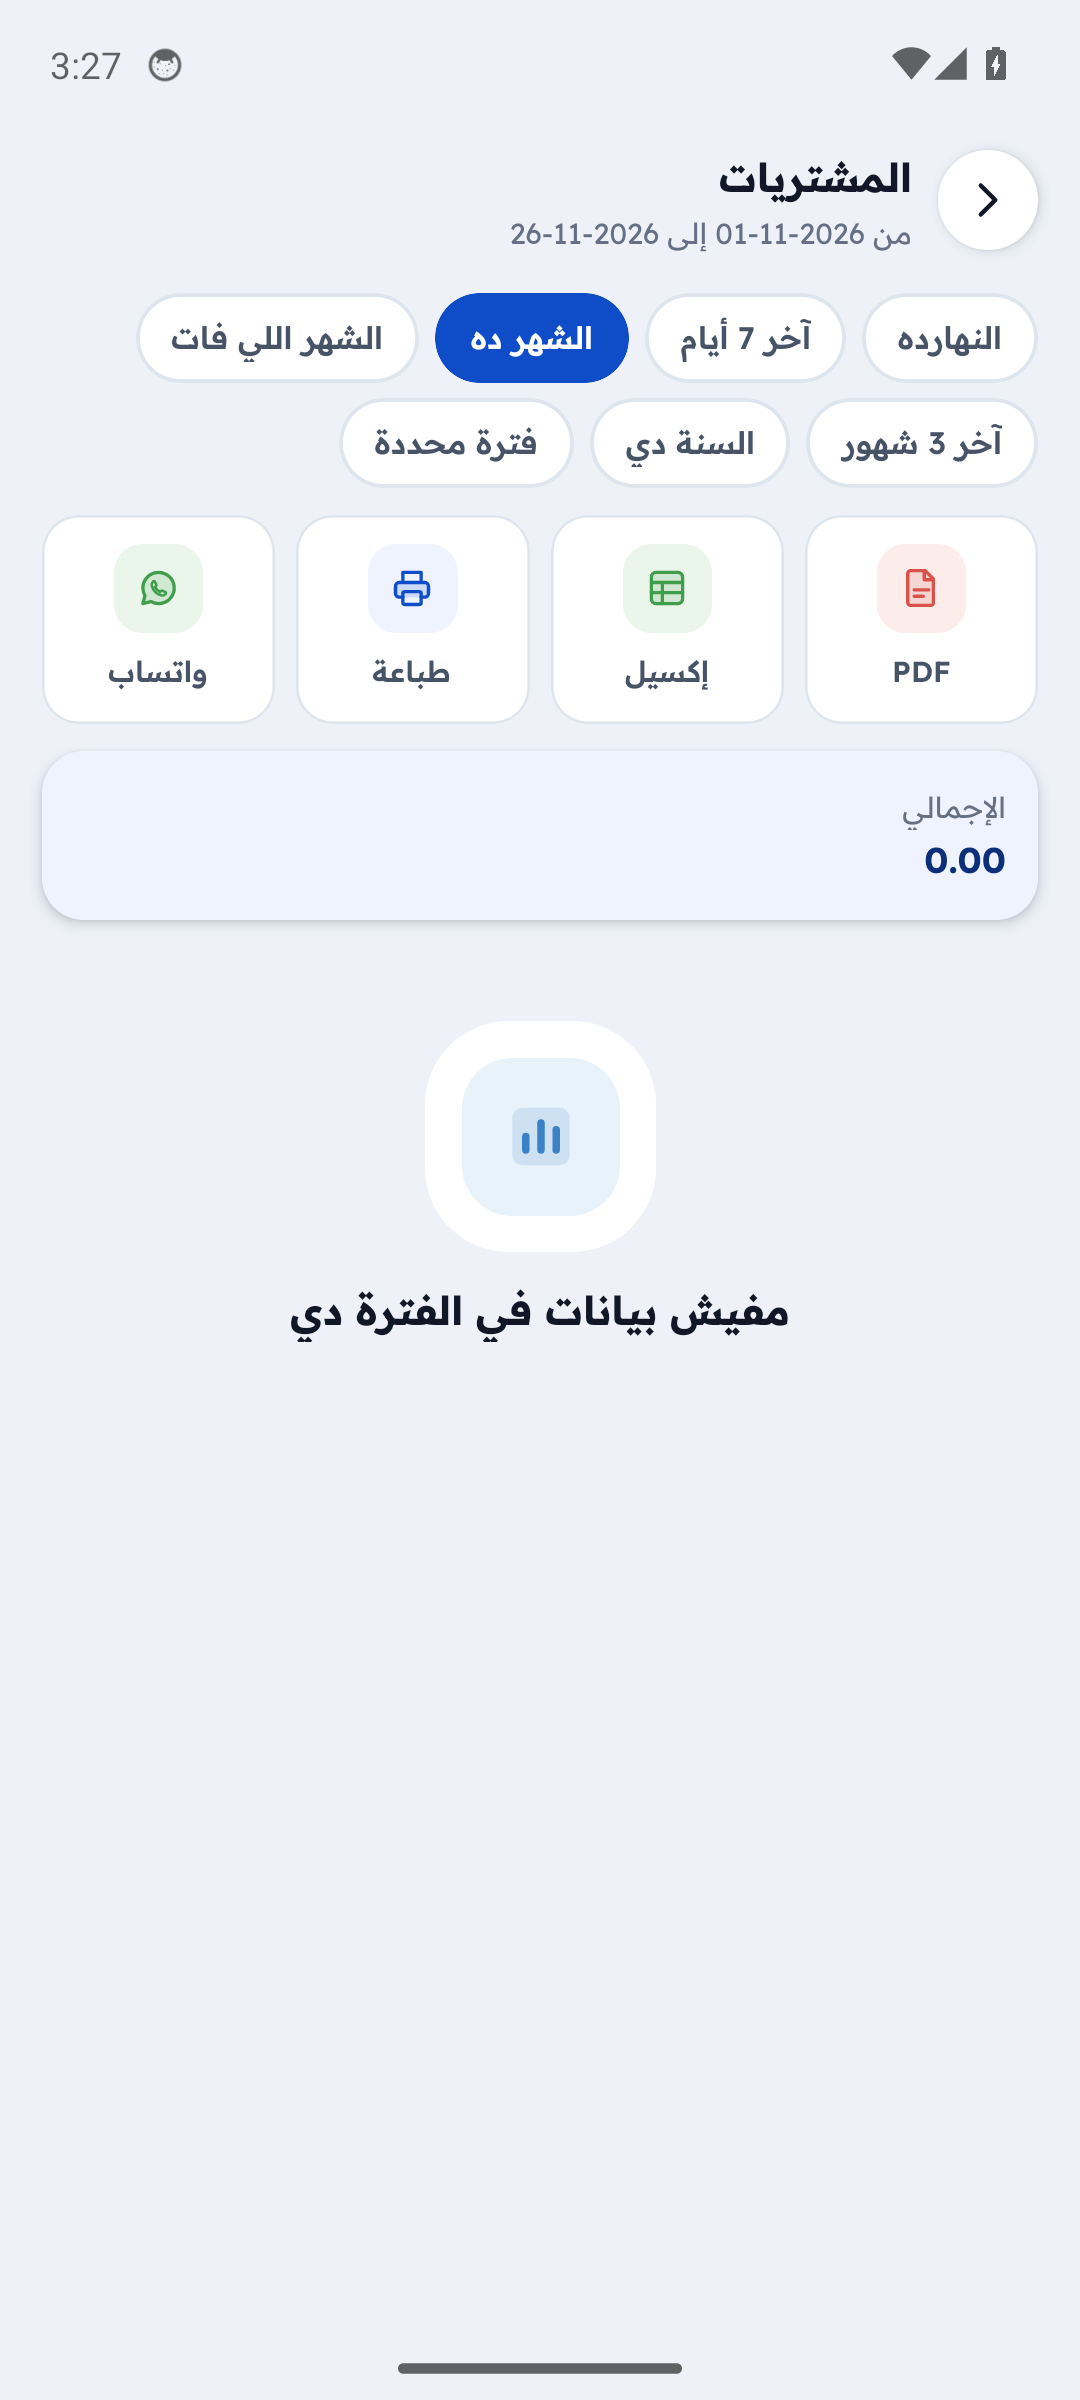 3:27
المشتريات
من 2026-11-01 إلى 2026-11-26
النهارده
آخر 7 أيام
الشهر ده
الشهر اللي فات
آخر 3 شهور
السنة دي
فترة محددة
PDF
إكسيل
طباعة
واتساب
الإجمالي
0.00
مفيش بيانات في الفترة دي